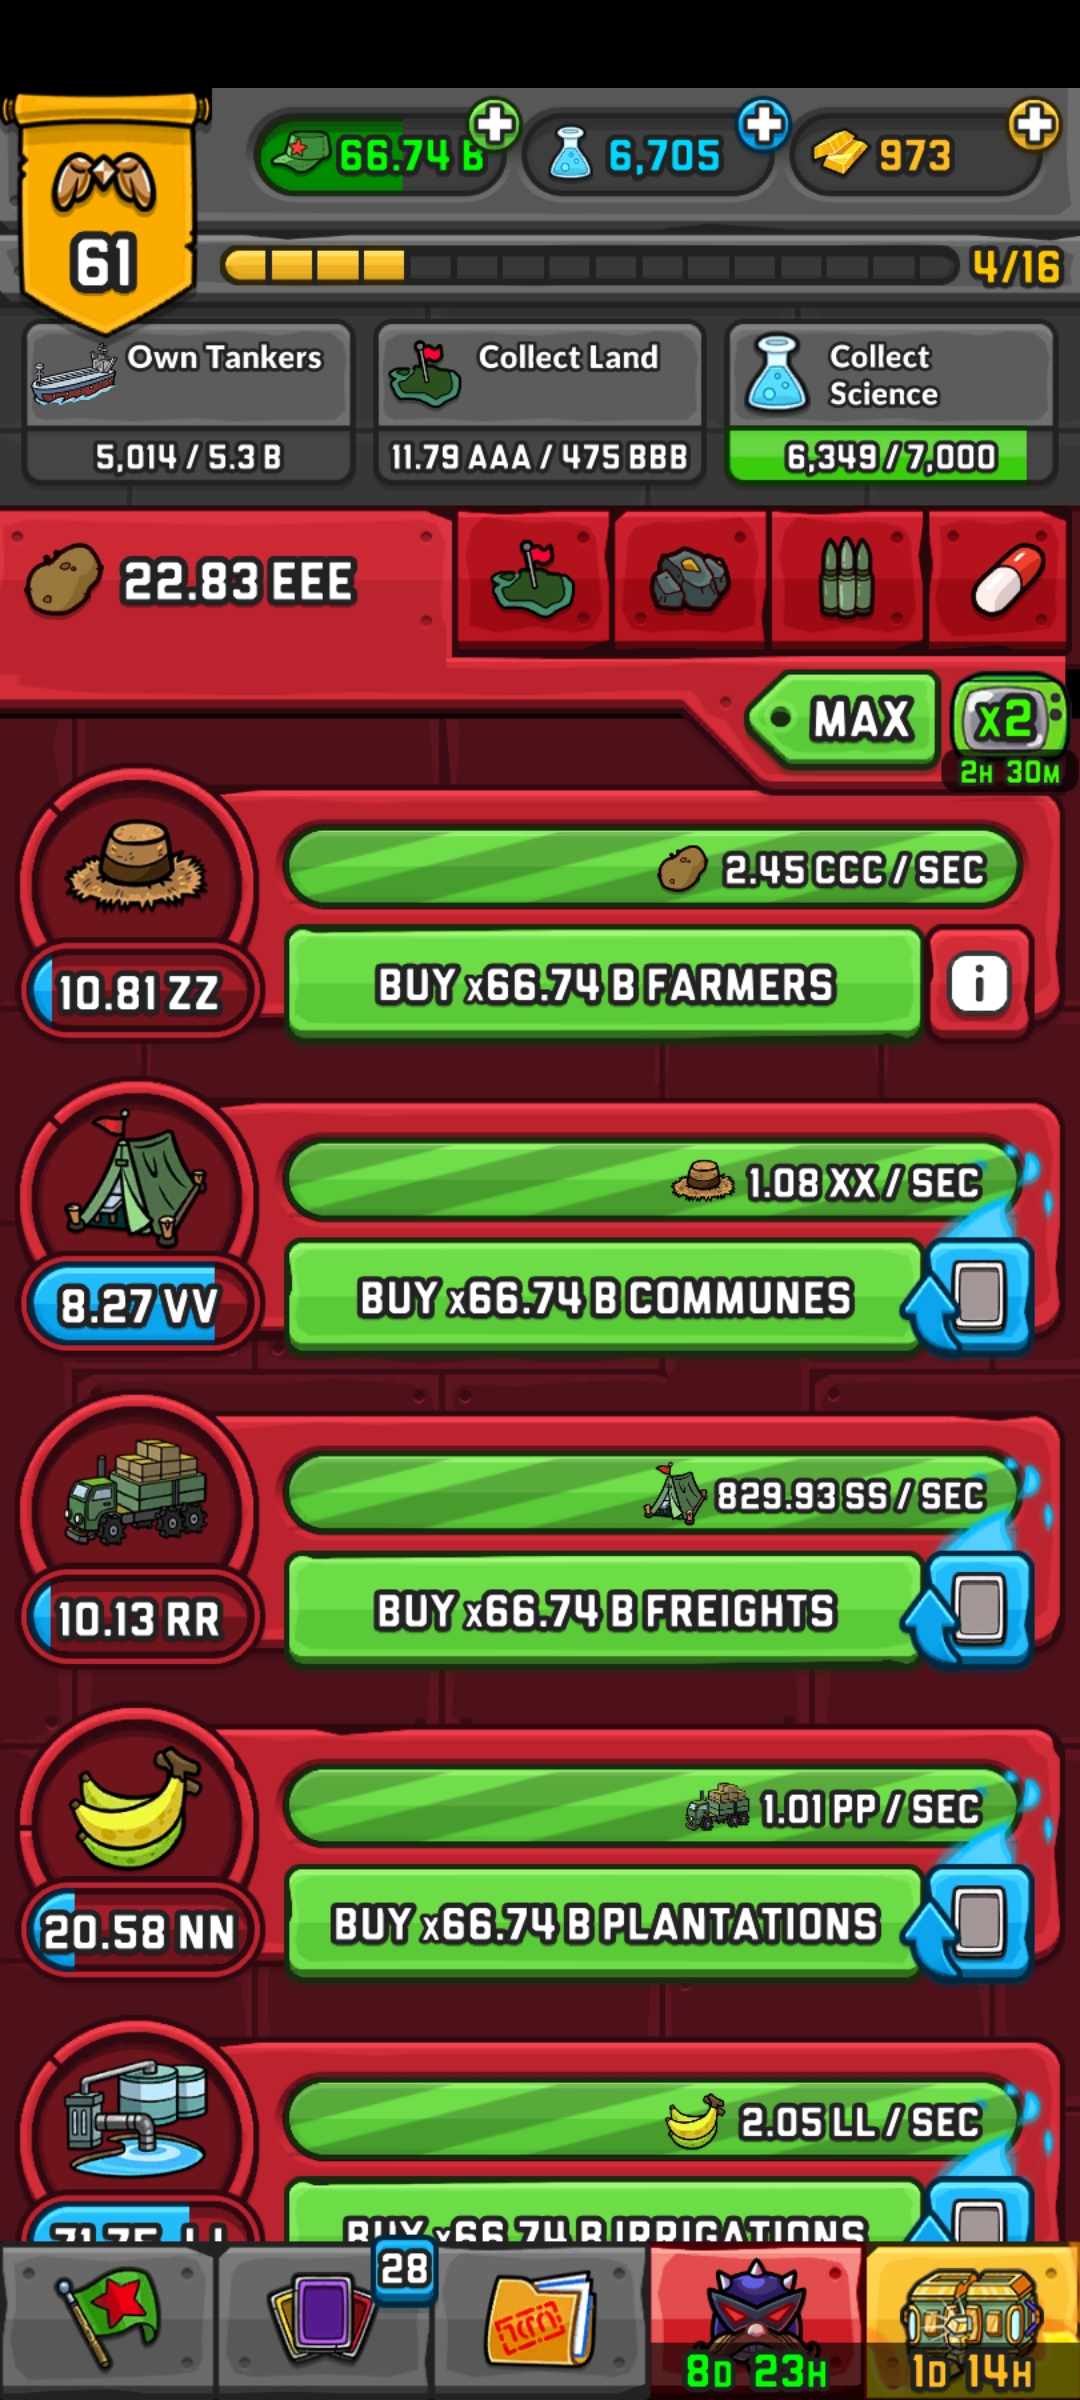 66.74 B
6,705
973
61
4/16
Own Tankers
Collect Land
Collect
Science
5,014 / 5.3 B
11.79 AAA / 475 BBB
6,349 / 7,000
22.83 EEE
MAX
x2
2H 30M
2.45 CCC / SEC
10.81 ZZ
BUY x66.74 B FARMERS
i
1.08 XX / SEC
8.27 VV
BUY x66.74 B COMMUNES
829.93 SS / SEC
10.13 RR
BUY x66.74 B FREIGHTS
1.01 PP / SEC
20.58 NN
BUY x66.74 B PLANTATIONS
2.05 LL / SEC
BUY x66.74 B IRRIGATIONS
28
8D 23H
1D 14H